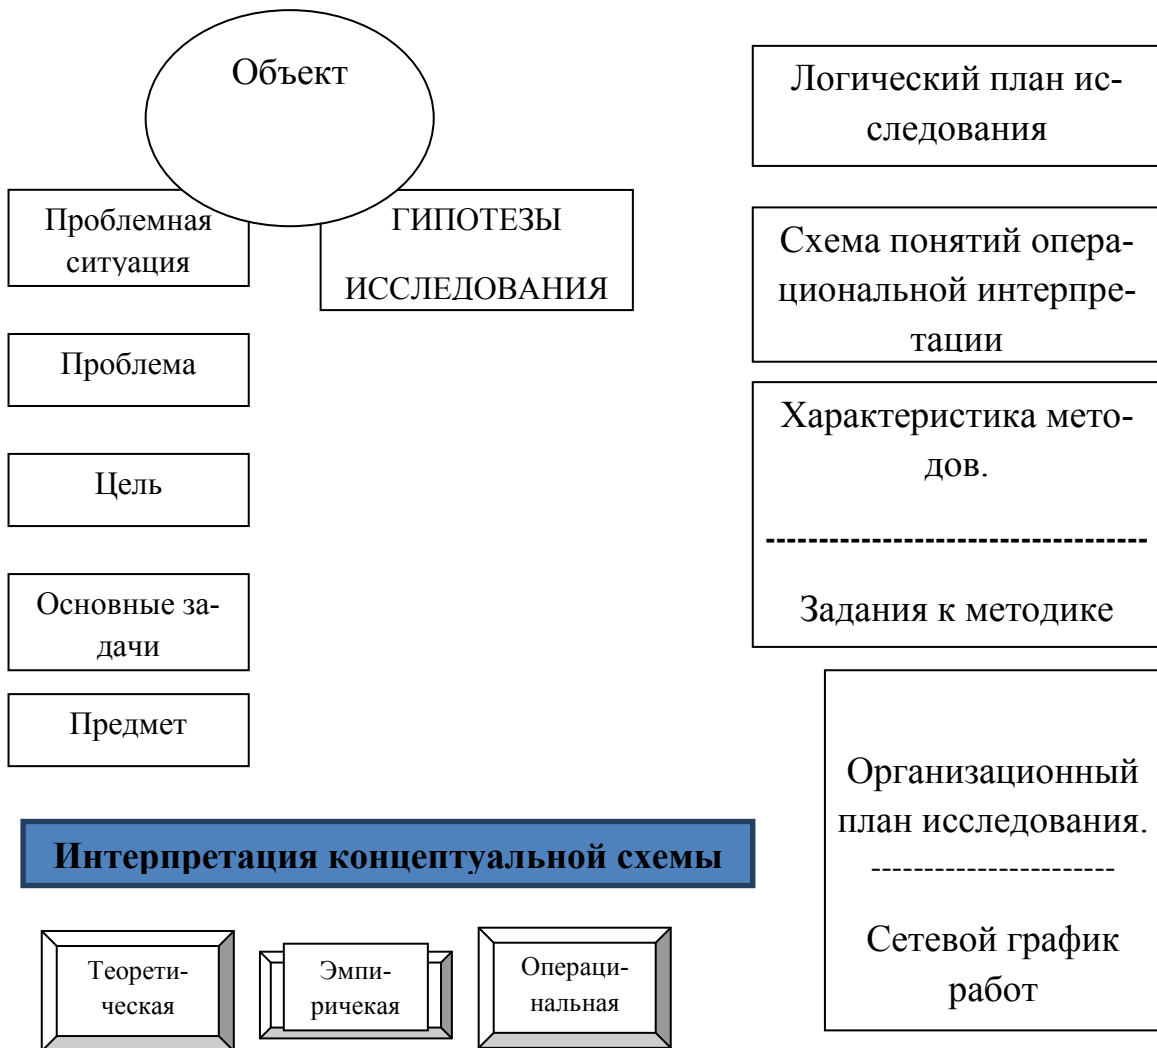 Объект
Проблемная
ситуация
ГИПОТЕЗЫ
ИССЛЕДОВАНИЯ
Проблема
Цель
Основные за-
дачи
Предмет
Логический план ис-
следования
Схема понятий опера-
циональной интерпре-
тации
Характеристика мето-
дов.
------------------------------------
Задания к методике
Организационный
план исследования.
-----------------------
Сетевой график
работ
Интерпретация концептуальной схемы
Теорети-
ческая
Эмпи-
ричекая
Операци-
нальная